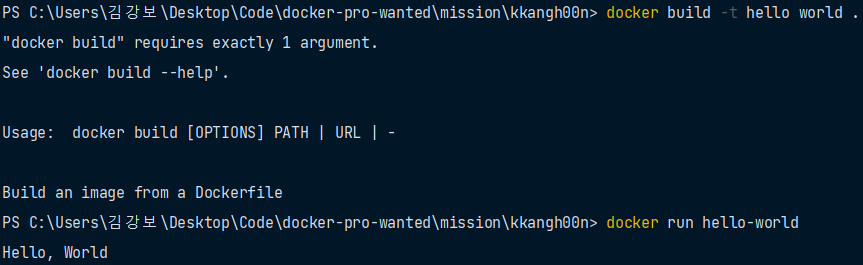 PS C:\Users\김강보\Desktop\Code\docker-pro-wanted\mission\kkangh00n> docker build -t hello world .
"docker build" requires exactly 1 argument.
See 'docker build --help'.
Usage:  docker build [OPTIONS] PATH | URL | -
Build an image from a Dockerfile
PS C:\Users\김강보\Desktop\Code\docker-pro-wanted\mission\kkangh00n> docker run hello-world
Hello, World